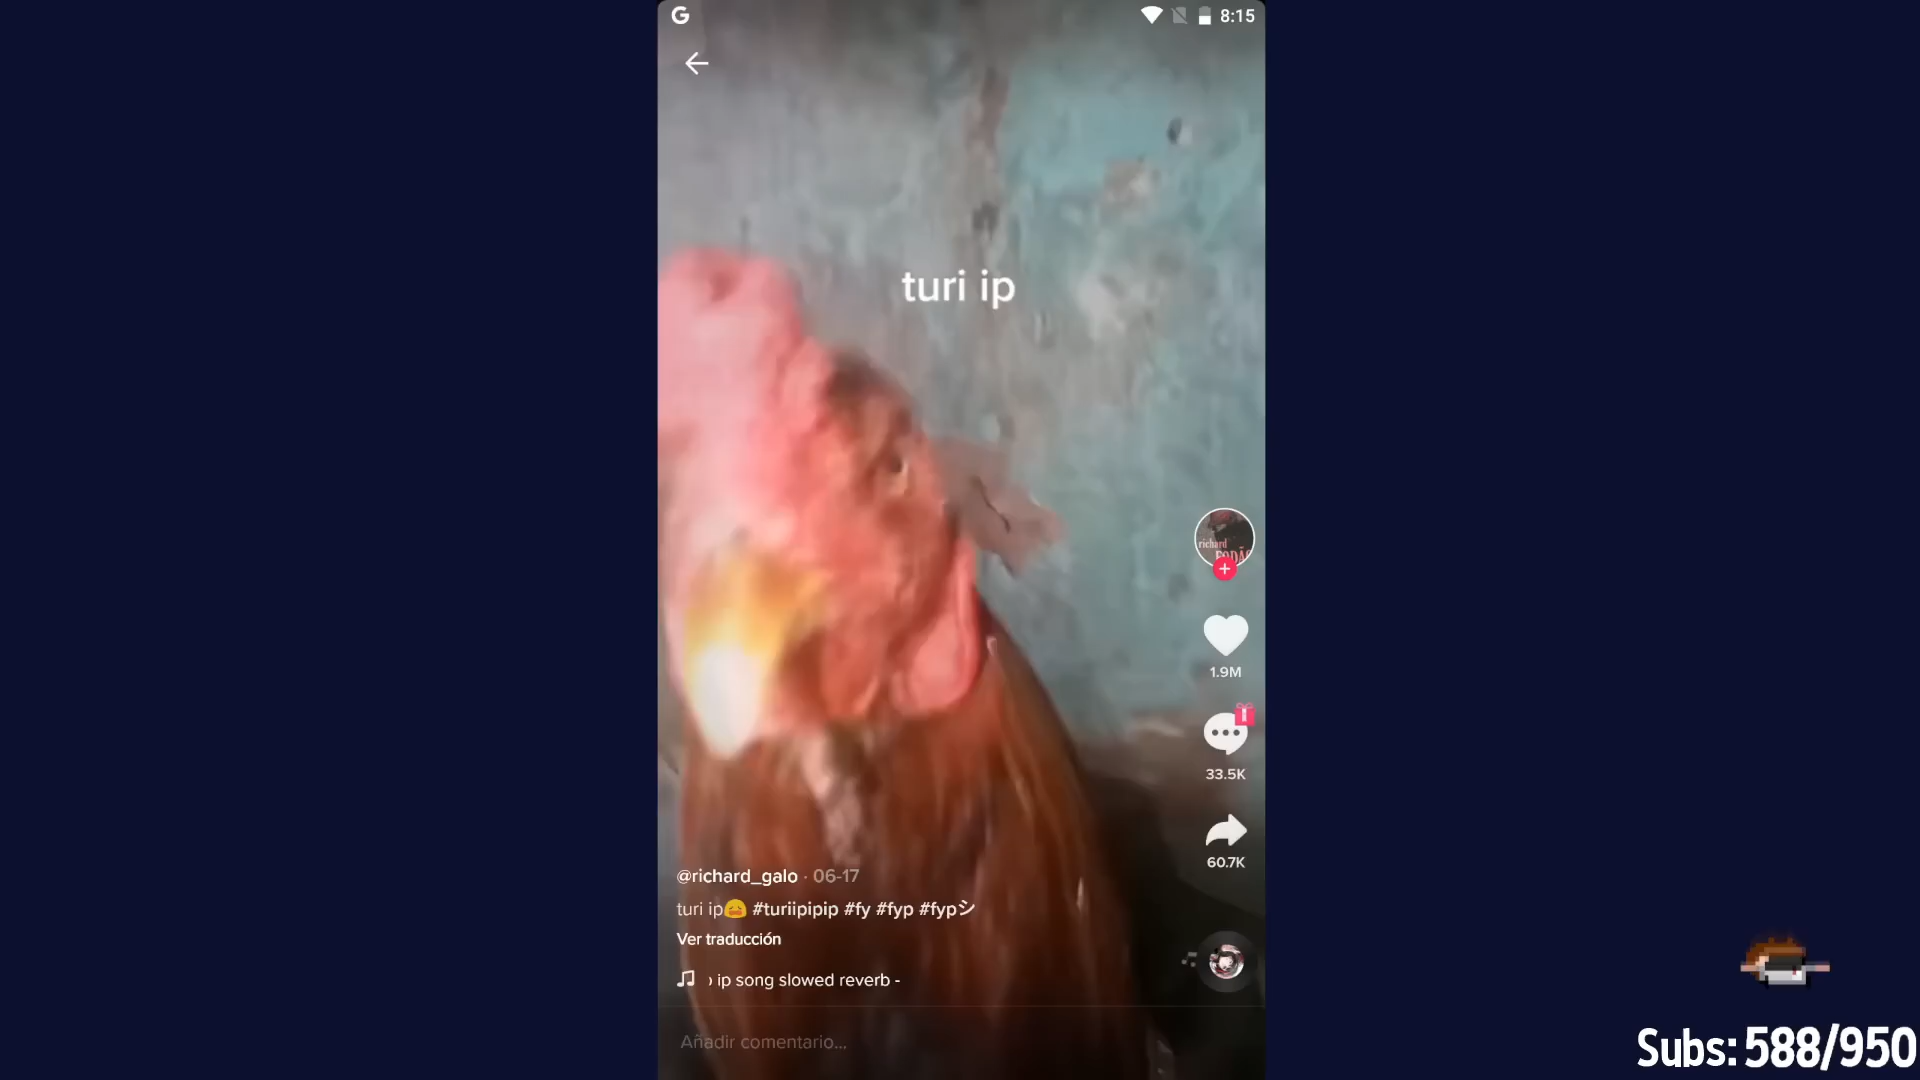 G
8:15
turi ip
richard
1.9M
33.5K
60.7K
@richard_galo · 06-17
turi ip😩 #turiipipip #fy #fyp #fypシ
Ver traducción
ip song slowed reverb -
Añadir comentario...
Subs: 588/950